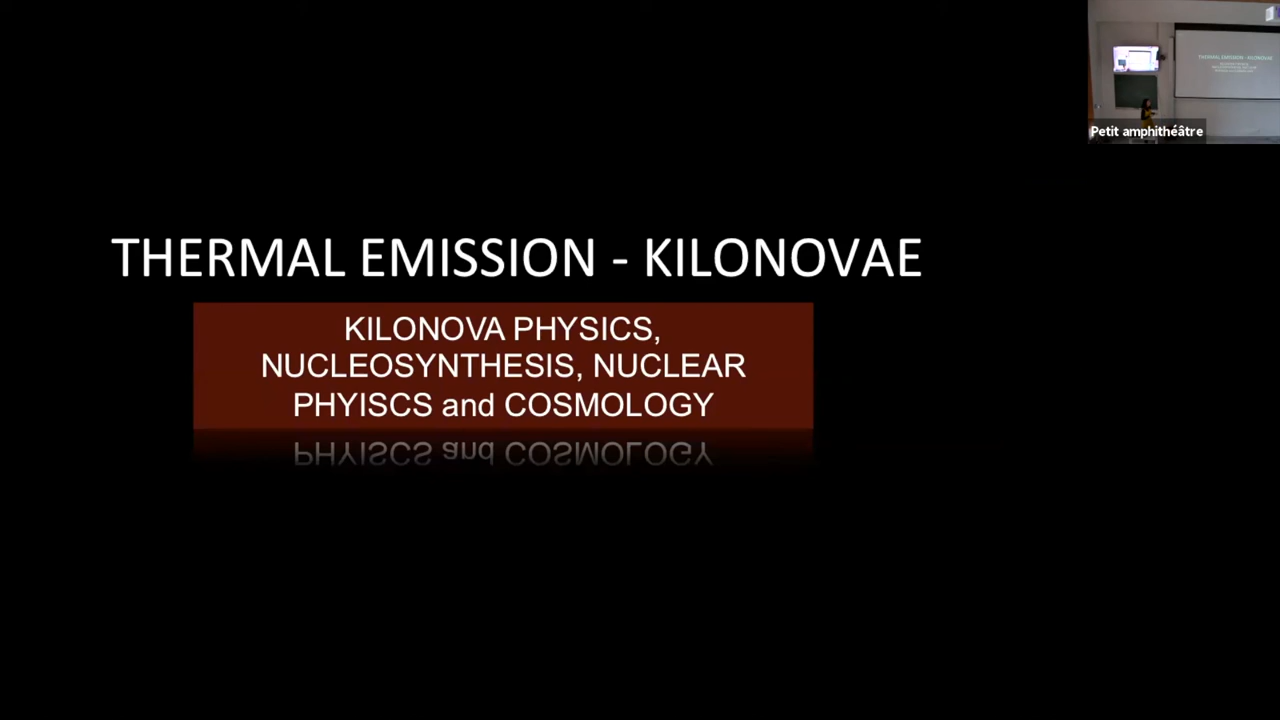 Petit amphithéâtre
THERMAL EMISSION - KILONOVAE
KILONOVA PHYSICS,
NUCLEOSYNTHESIS, NUCLEAR
PHYISCS and COSMOLOGY